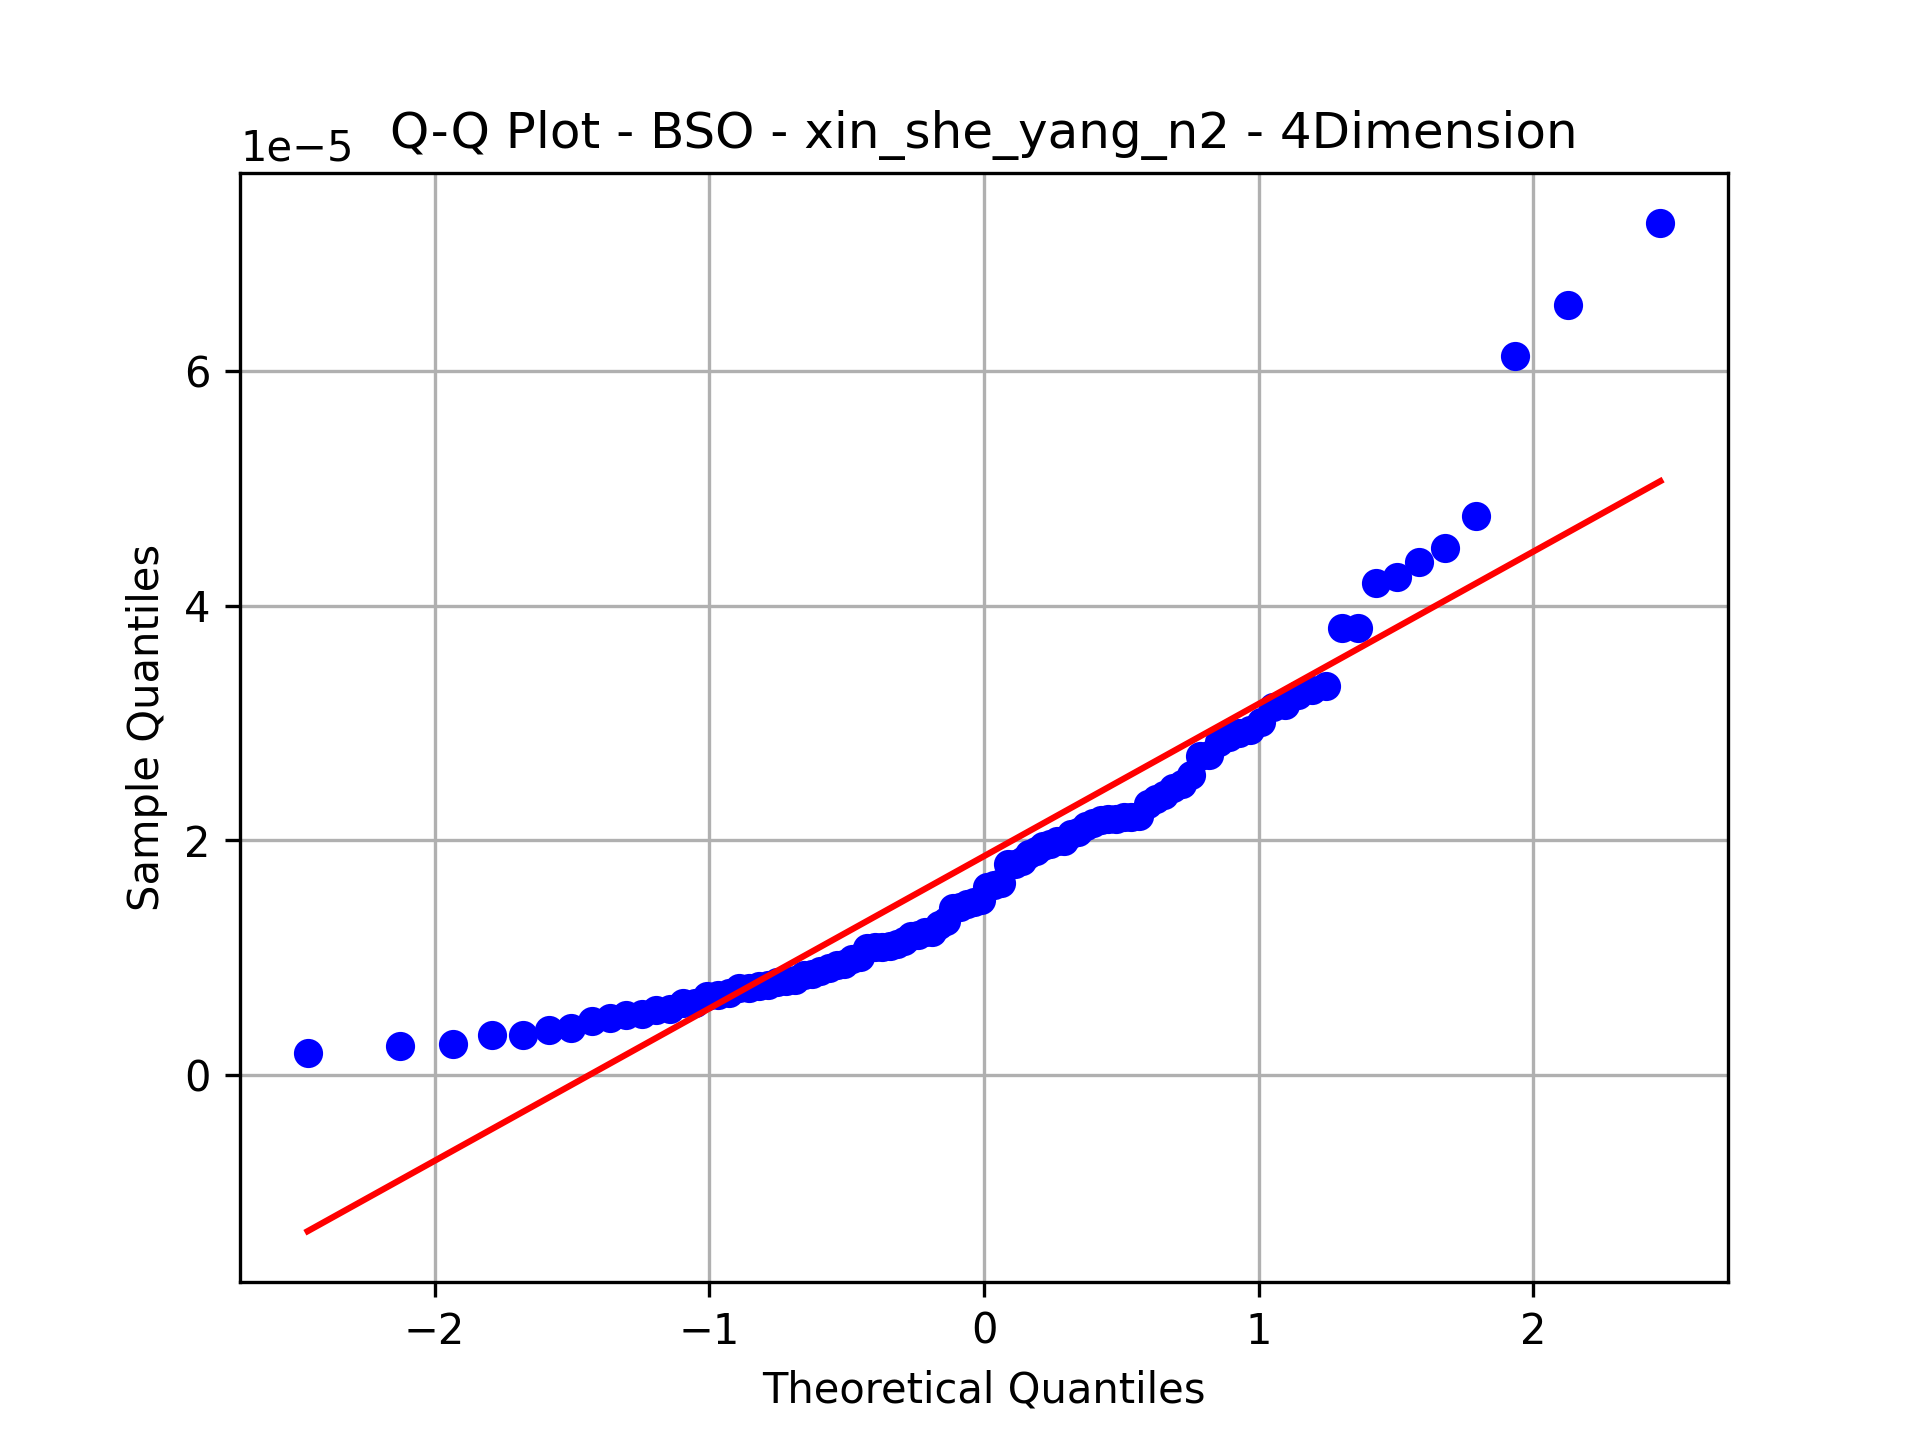 Q-Q Plot - BSO - xin_she_yang_n2 - 4Dimension
1e−5
6
4
2
0
Sample Quantiles
−2
−1
0
1
2
Theoretical Quantiles